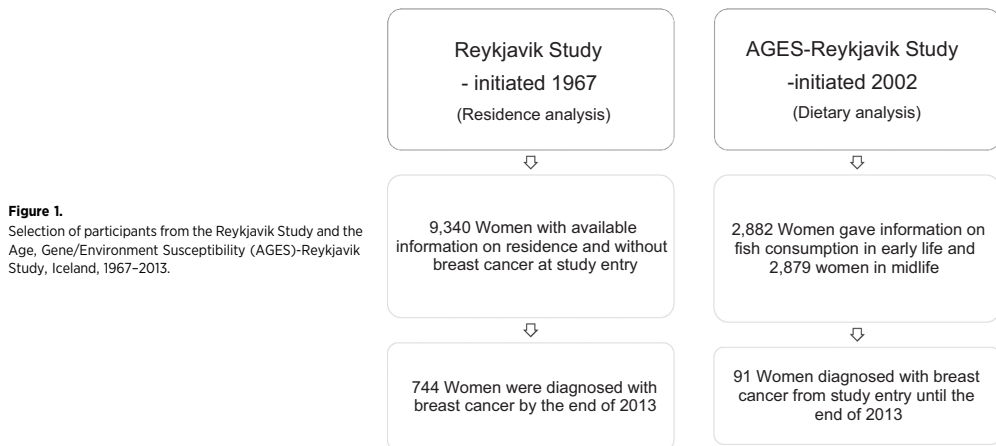 Figure 1.
Selection of participants from the Reykjavik Study and the
Age, Gene/Environment Susceptibility (AGES)-Reykjavik
Study, Iceland, 1967–2013.
Reykjavik Study
- initiated 1967
(Residence analysis)
9,340 Women with available
information on residence and without
breast cancer at study entry
744 Women were diagnosed with
breast cancer by the end of 2013
AGES-Reykjavik Study
-initiated 2002
(Dietary analysis)
2,882 Women gave information on
fish consumption in early life and
2,879 women in midlife
91 Women diagnosed with breast
cancer from study entry until the
end of 2013